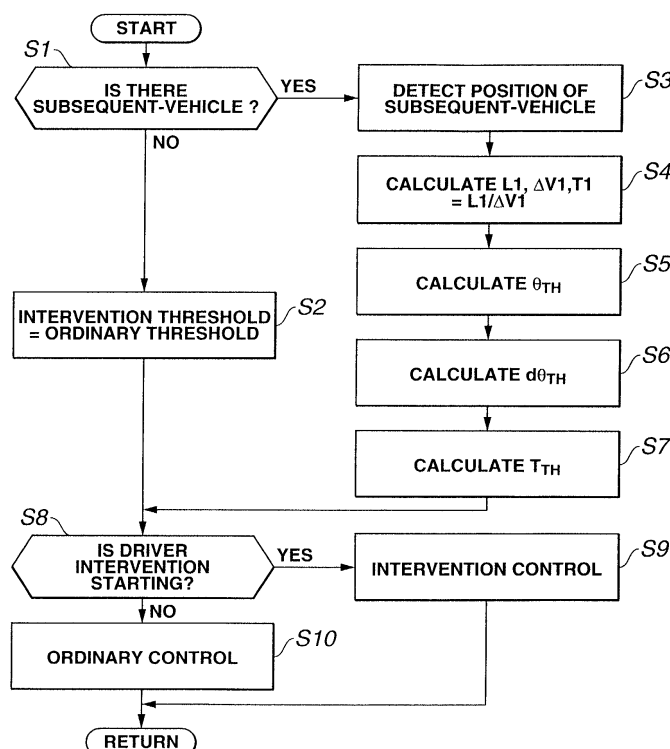 START
S1
IS THERE
SUBSEQUENT-VEHICLE ?
YES
NO
DETECT POSITION OF
SUBSEQUENT-VEHICLE
S3
CALCULATE L1, ΔV1,T1
= L1/ΔV1
S4
CALCULATE θTH
S5
INTERVENTION THRESHOLD
= ORDINARY THRESHOLD
S2
CALCULATE dθTH
S6
CALCULATE TTH
S7
S8
IS DRIVER
INTERVENTION
STARTING?
YES
NO
INTERVENTION CONTROL
S9
ORDINARY CONTROL
S10
RETURN